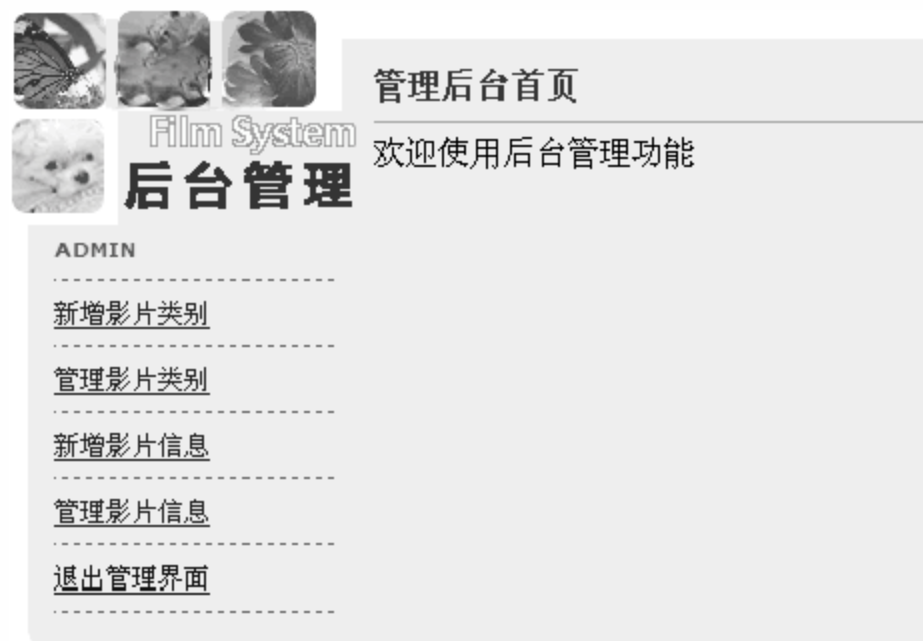 Film System
后台管理
ADMIN
新增影片类别
管理影片类别
新增影片信息
管理影片信息
退出管理界面
管理后台首页
欢迎使用后台管理功能